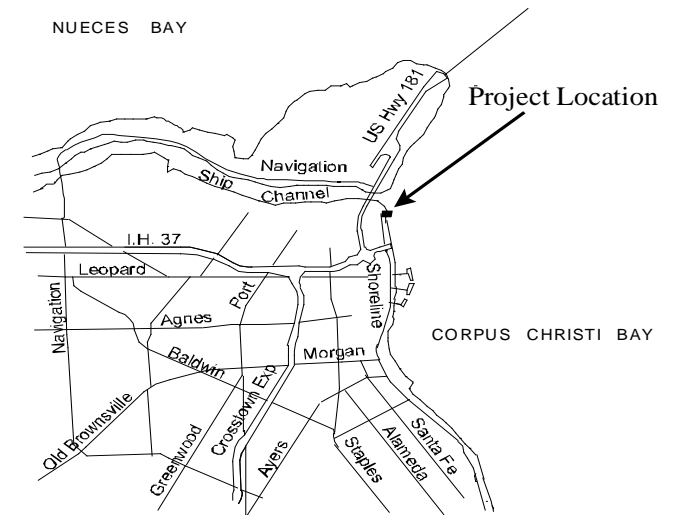 NUECES BAY
US Hwy 181
Project Location
Navigation
Ship Channel
I.H. 37
Leopard
Shoreline
Port
Navigation
Agnes
CORPUS CHRISTI BAY
Baldwin
Morgan
Crosstown Exp
Old Brownsville
Greenwood
Ayers
Staples
Alameda
Santa Fe